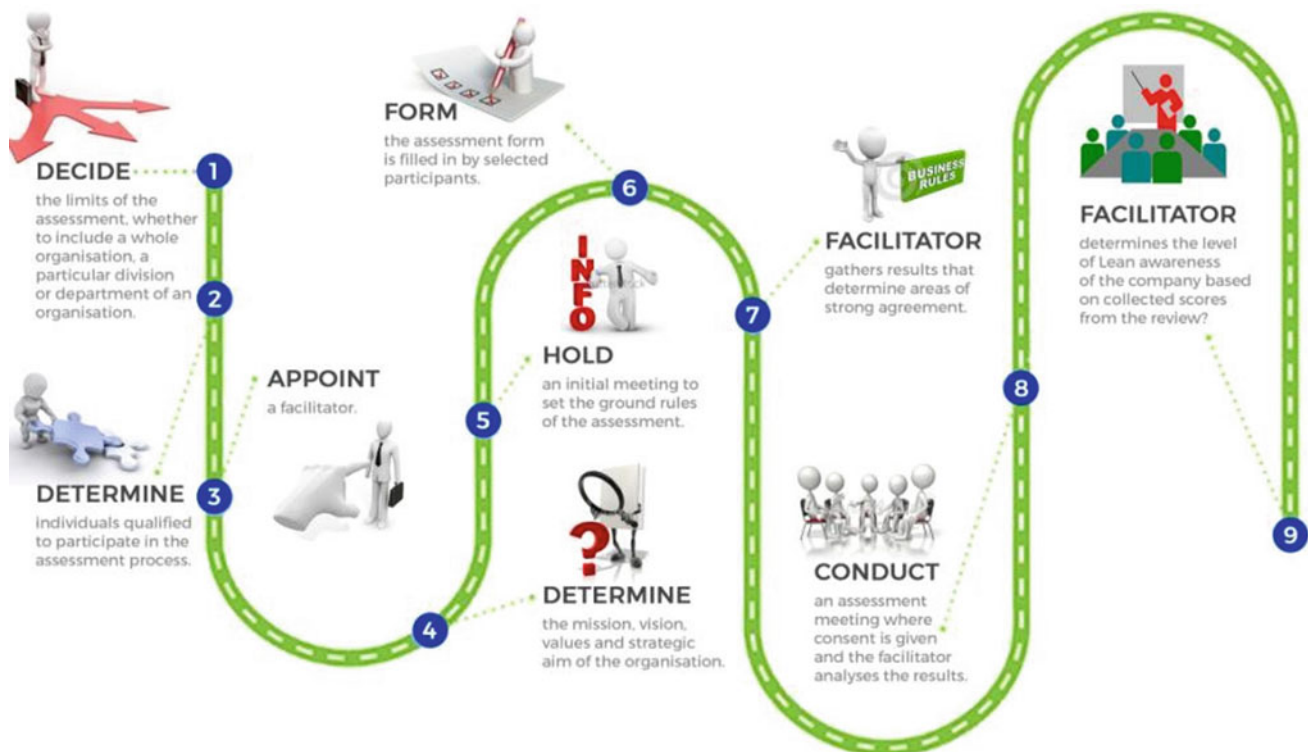 DECIDE
1
the limits of the
assessment, whether
to include a whole
organisation, a
particular division
or department of an
organisation.
2
DETERMINE
individuals qualified
to participate in the
assessment process.
3
APPOINT
a facilitator.
4
DETERMINE
the mission, vision,
values and strategic
aim of the organisation.
5
INFO
HOLD
an initial meeting to
set the ground rules
of the assessment.
6
FORM
the assessment form
is filled in by selected
participants.
7
BUSINESS
RULES
FACILITATOR
gathers results that
determine areas of
strong agreement.
8
CONDUCT
an assessment
meeting where
consent is given
and the facilitator
analyses the results.
9
FACILITATOR
determines the level
of Lean awareness
of the company based
on collected scores
from the review?